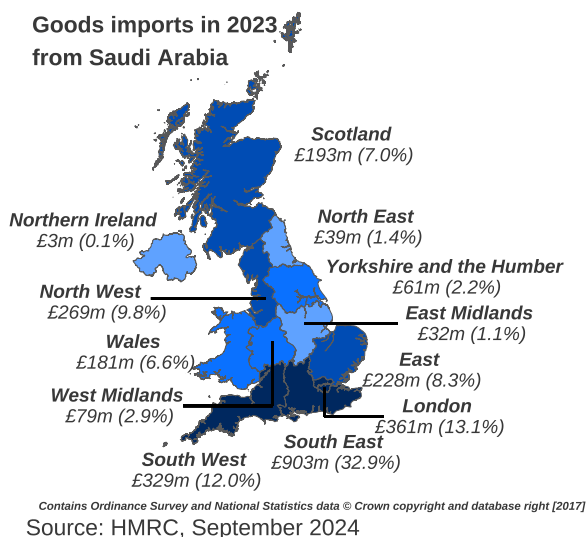 Goods imports in 2023
from Saudi Arabia
Scotland
£193m (7.0%)
Northern Ireland
£3m (0.1%)
North East
£39m (1.4%)
Yorkshire and the Humber
£61m (2.2%)
North West
£269m (9.8%)
East Midlands
£32m (1.1%)
Wales
£181m (6.6%)
East
£228m (8.3%)
West Midlands
£79m (2.9%)
London
£361m (13.1%)
South East
£903m (32.9%)
South West
£329m (12.0%)
Contains Ordinance Survey and National Statistics data © Crown copyright and database right [2017]
Source: HMRC, September 2024